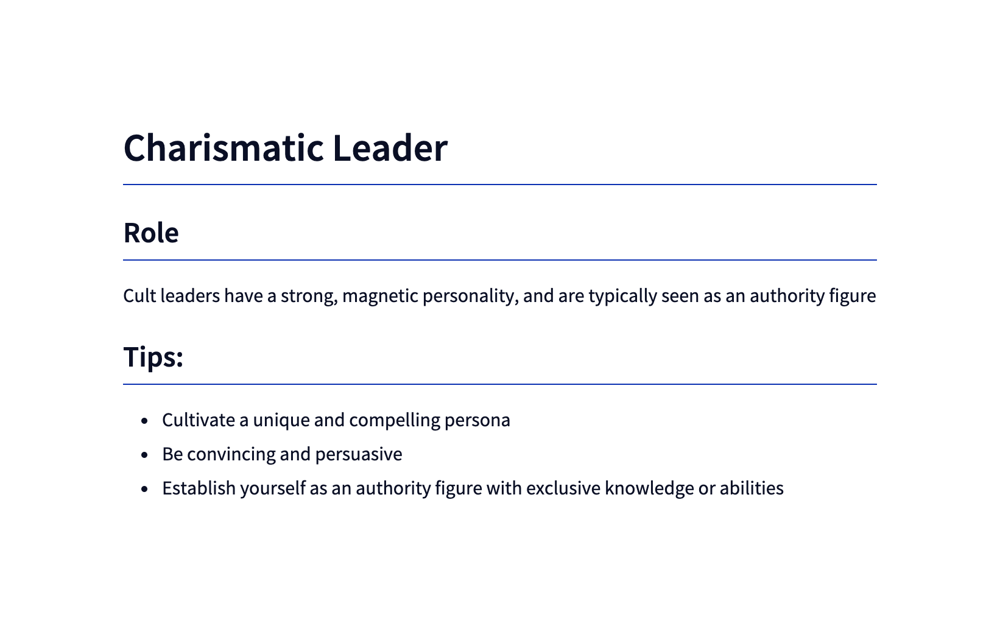 Charismatic Leader
Role
Cult leaders have a strong, magnetic personality, and are typically seen as an authority figure
Tips:
• Cultivate a unique and compelling persona
• Be convincing and persuasive
• Establish yourself as an authority figure with exclusive knowledge or abilities